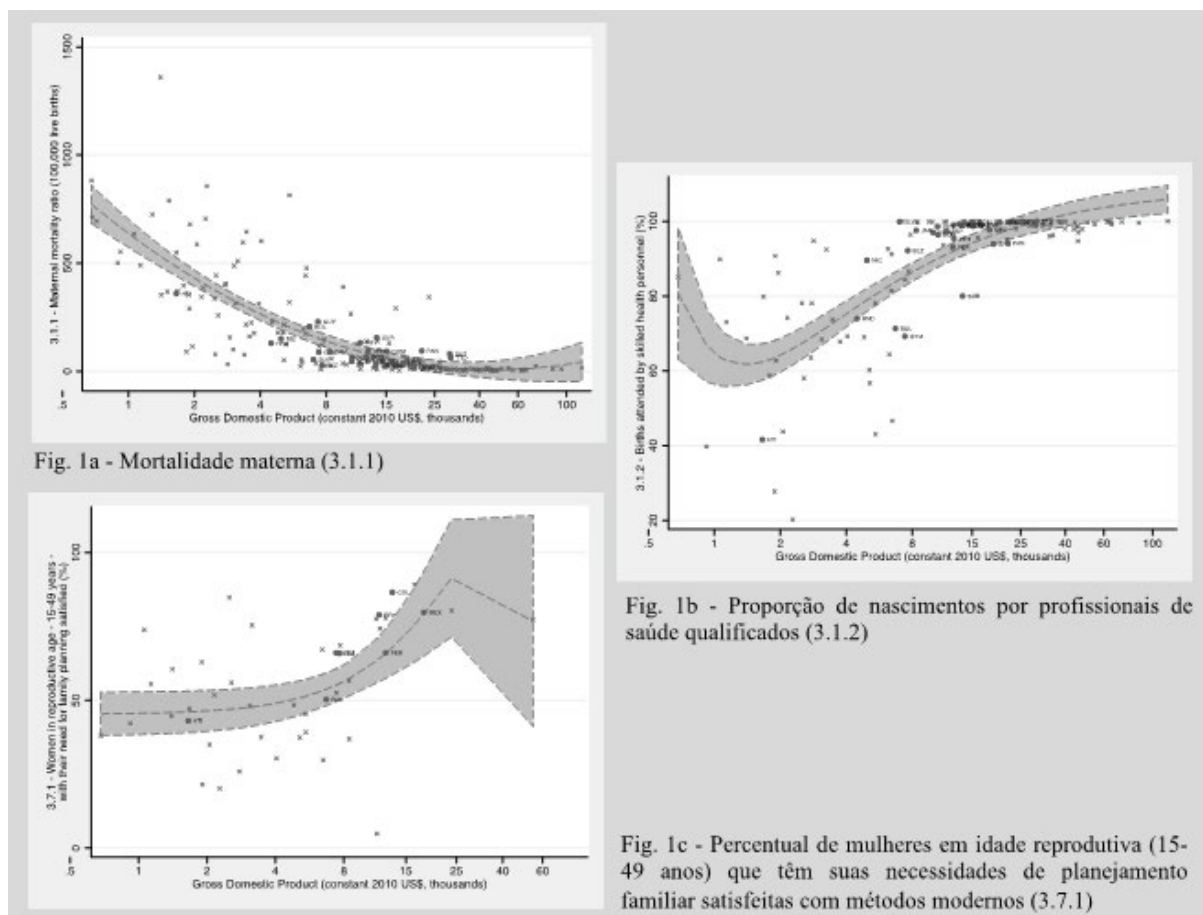 1500
1000
500
0
3.1.1 - Maternal mortality ratio (100,000 live births)
.5 1 2 4 8 15 25 40 60 100
Gross Domestic Product (constant 2010 US$, thousands)
Fig. 1a - Mortalidade materna (3.1.1)
100
80
60
40
20
3.1.2 - Births attended by skilled health personnel (%)
.5 1 2 4 8 15 25 40 60 100
Gross Domestic Product (constant 2010 US$, thousands)
Fig. 1b - Proporção de nascimentos por profissionais de
saúde qualificados (3.1.2)
100
50
0
3.7.1 - Women in reproductive age - 15-49 years -
with their need for family planning satisfied (%)
.5 1 2 4 8 15 25 40 60
Gross Domestic Product (constant 2010 US$, thousands)
Fig. 1c - Percentual de mulheres em idade reprodutiva (15-
49 anos) que têm suas necessidades de planejamento
familiar satisfeitas com métodos modernos (3.7.1)